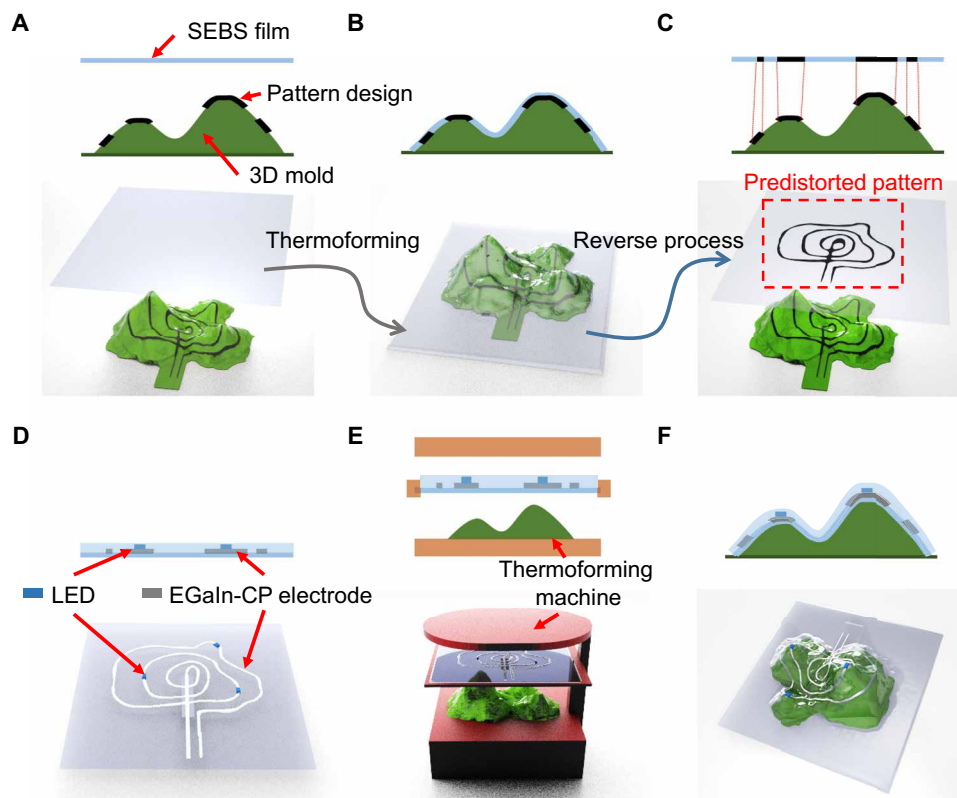 A
SEBS film
Pattern design
3D mold
B
C
Predistorted pattern
Thermoforming
Reverse process
D
LED
EGaIn-CP electrode
E
Thermoforming
machine
F